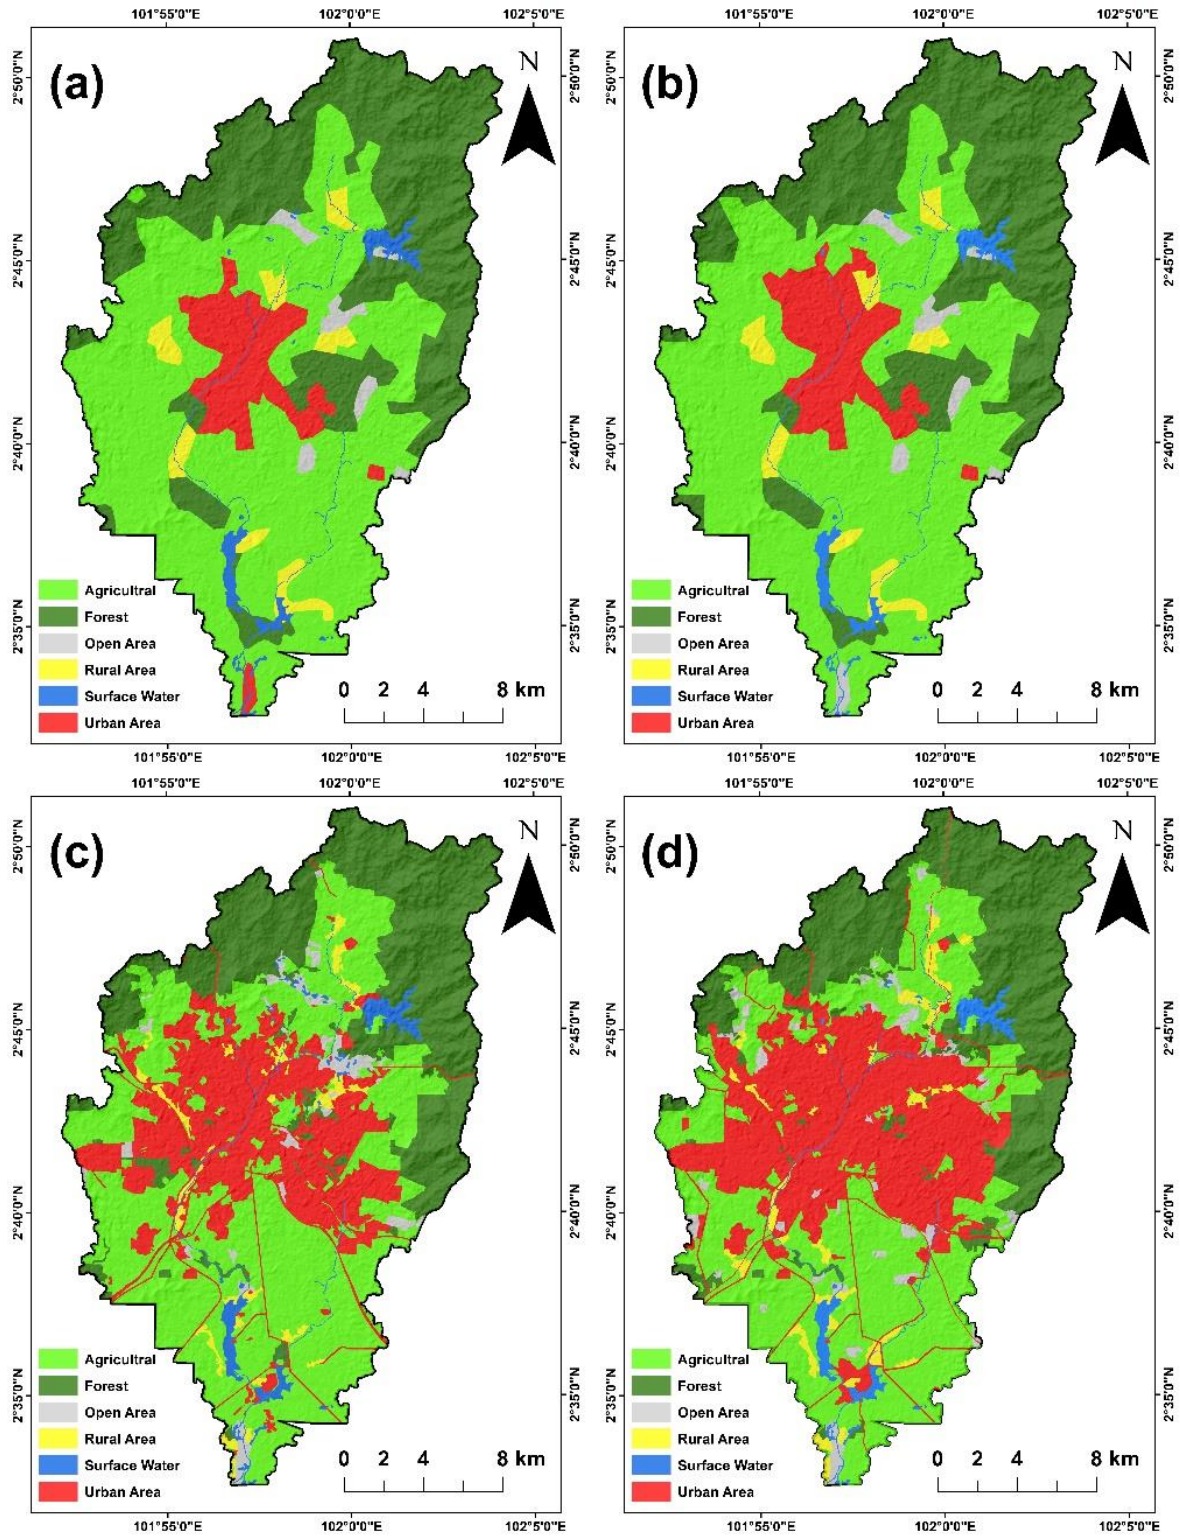 101°55'0"E 102°0'0"E 102°5'0"E 101°55'0"E 102°0'0"E 102°5'0"E
(a) N (b) N
2°50'0"N 2°50'0"N 2°50'0"N 2°50'0"N
2°45'0"N 2°45'0"N 2°45'0"N 2°45'0"N
2°40'0"N 2°40'0"N 2°40'0"N 2°40'0"N
2°35'0"N 2°35'0"N 2°35'0"N 2°35'0"N
Agricultral Agricultral
Forest Forest
Open Area Open Area
Rural Area Rural Area
Surface Water 0 2 4 8 km Surface Water 0 2 4 8 km
Urban Area Urban Area
101°55'0"E 102°0'0"E 102°5'0"E 101°55'0"E 102°0'0"E 102°5'0"E
101°55'0"E 102°0'0"E 102°5'0"E 101°55'0"E 102°0'0"E 102°5'0"E
(c) N (d) N
2°50'0"N 2°50'0"N 2°50'0"N 2°50'0"N
2°45'0"N 2°45'0"N 2°45'0"N 2°45'0"N
2°40'0"N 2°40'0"N 2°40'0"N 2°40'0"N
2°35'0"N 2°35'0"N 2°35'0"N 2°35'0"N
Agricultral Agricultral
Forest Forest
Open Area Open Area
Rural Area Rural Area
Surface Water 0 2 4 8 km Surface Water 0 2 4 8 km
Urban Area Urban Area
101°55'0"E 102°0'0"E 102°5'0"E 101°55'0"E 102°0'0"E 102°5'0"E